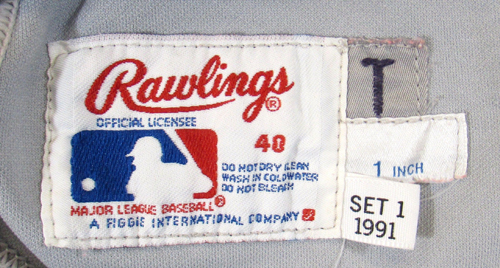 Rawlings®
T
OFFICIAL LICENSEE
40
DO NOT DRY CLEAN
WASH IN COLD WATER
DO NOT BLEACH
1 INCH
MAJOR LEAGUE BASEBALL®
A FIGGIE INTERNATIONAL COMPANY
SET 1
1991